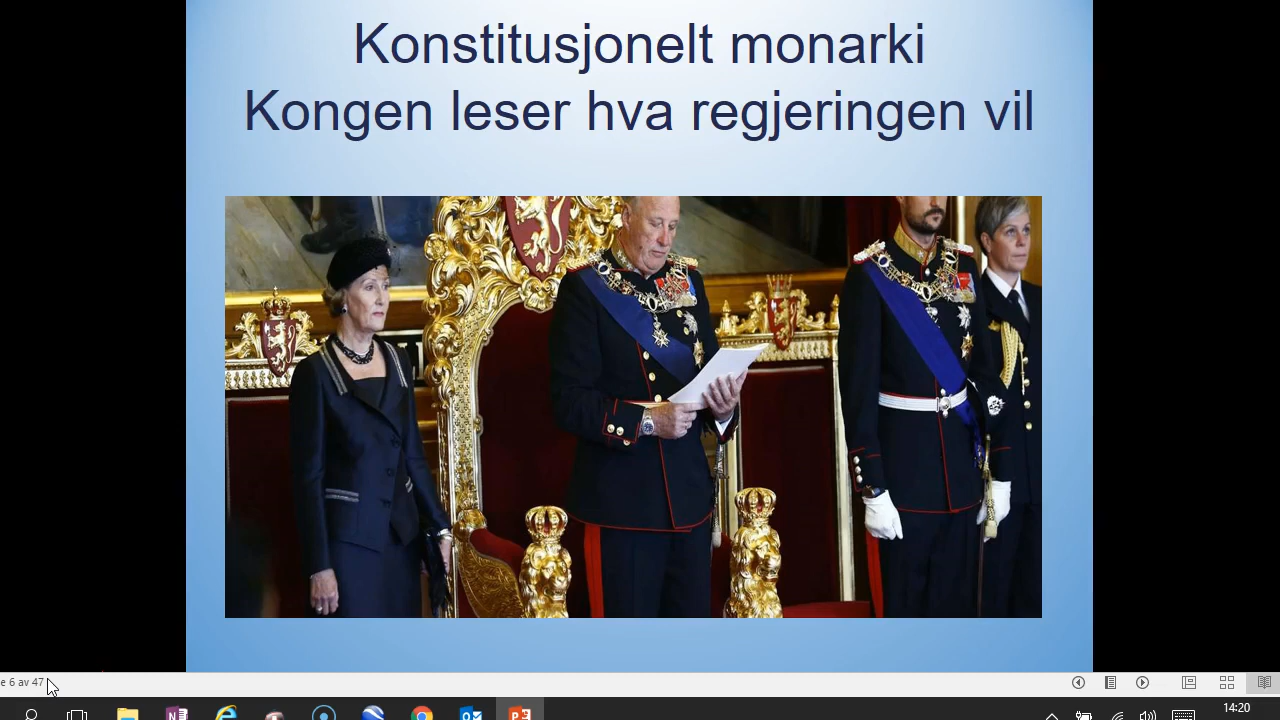 Konstitusjonelt monarki
Kongen leser hva regjeringen vil
e 6 av 47
14:20